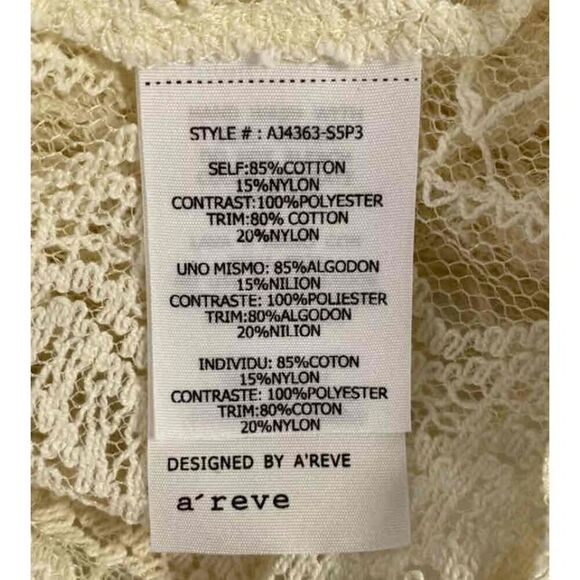 STYLE # : AJ4363-S5P3
SELF:85%COTTON
15%NYLON
CONTRAST:100%POLYESTER
TRIM:80% COTTON
20%NYLON
UNO MISMO: 85%ALGODON
15%NILION
CONTRASTE: 100%POLIESTER
TRIM:80%ALGODON
20%NILION
INDIVIDU: 85%COTON
15%NYLON
CONTRASTE: 100%POLYESTER
TRIM:80%COTON
20%NYLON
DESIGNED BY A'REVE
a´reve